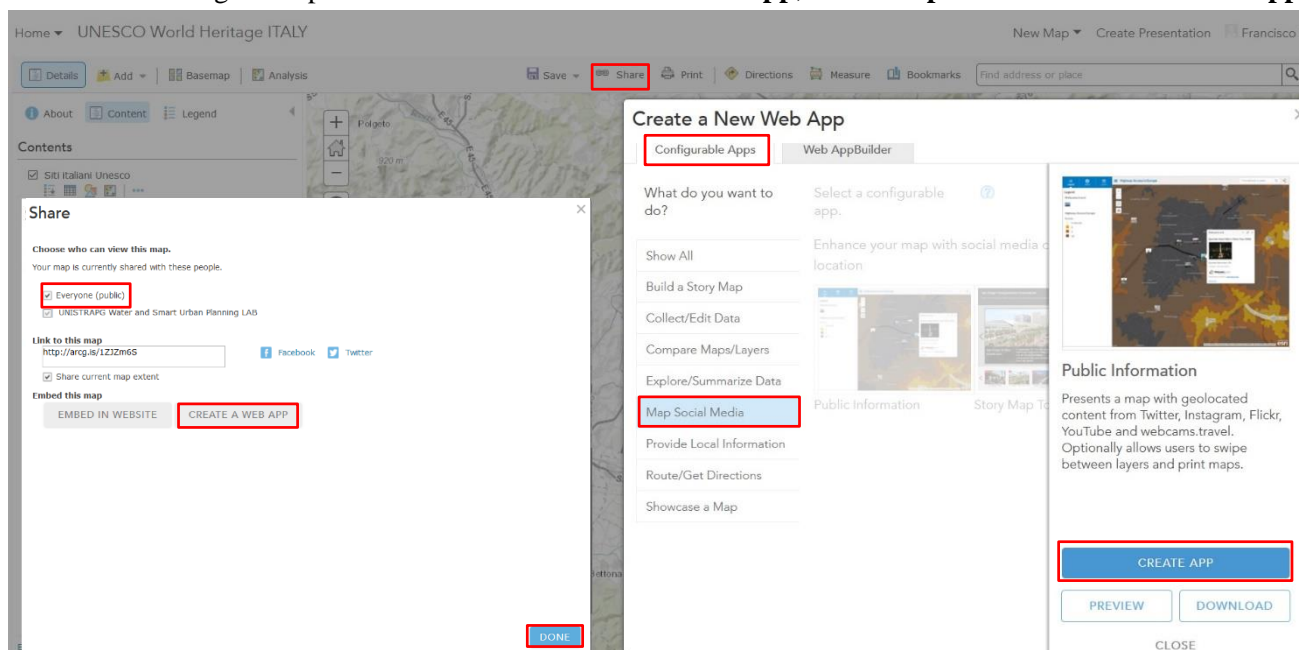 Home UNESCO World Heritage ITALY
New Map Create Presentation Francisco
Details Add Basemap Analysis
Save Share Print Directions Measure Bookmarks Find address or place
About Content Legend
Contents
Siti Italiani Unesco
Polgeto
920 m
Share
Choose who can view this map.
Your map is currently shared with these people.
Everyone (public)
UNISTRAPG Water and Smart Urban Planning LAB
Link to this map
http://arcg.is/1ZJZm6S
Facebook Twitter
Share current map extent
Embed this map
EMBED IN WEBSITE CREATE A WEB APP
DONE
Create a New Web App
Configurable Apps Web AppBuilder
What do you want to
do?
Show All
Build a Story Map
Collect/Edit Data
Compare Maps/Layers
Explore/Summarize Data
Map Social Media
Provide Local Information
Route/Get Directions
Showcase a Map
Select a configurable
app.
Enhance your map with social media
location
Public Information Story Map
Public Information
Presents a map with geolocated
content from Twitter, Instagram, Flickr,
YouTube and webcams.travel.
Optionally allows users to swipe
between layers and print maps.
CREATE APP
PREVIEW DOWNLOAD
CLOSE